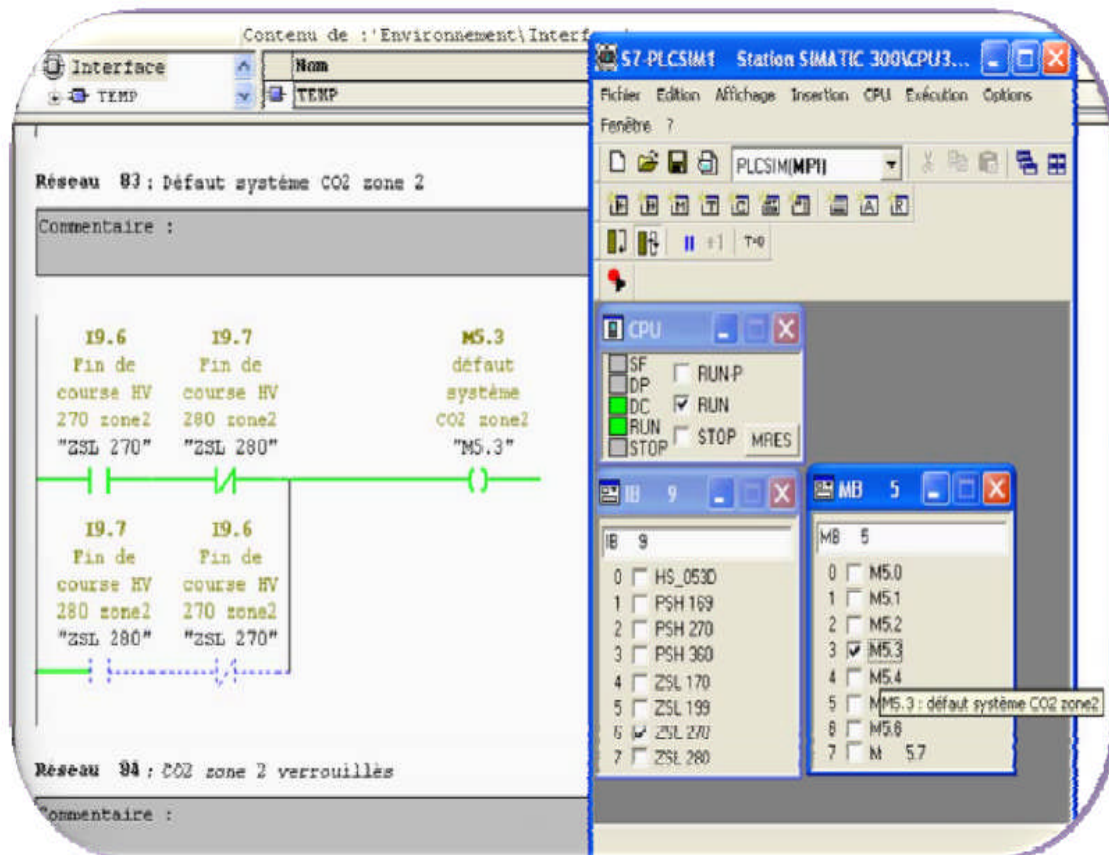 Contenu de :'Environnement\Interf
Interface
TEMP
Nom
TEMP
Réseau 83 : Défaut système CO2 zone 2
Commentaire :
I9.6
Fin de
course HV
270 zone2
"ZSL 270"
I9.7
Fin de
course HV
280 zone2
"ZSL 280"
M5.3
défaut
système
CO2 zone2
"M5.3"
I9.7
Fin de
course HV
280 zone2
"ZSL 280"
I9.6
Fin de
course HV
270 zone2
"ZSL 270"
Réseau 84 : CO2 zone 2 verrouillès
Commentaire :
S7-PLCSIM1 Station SIMATIC 300\CPU3...
Fichier Edition Affichage Insertion CPU Exécution Options
Fenêtre ?
PLCSIM(MPI)
+1 T=0
CPU
SF
DP
DC
RUN
STOP
RUN-P
RUN
STOP
MRES
IB 9
IB 9
0 HS_053D
1 PSH 169
2 PSH 270
3 PSH 360
4 ZSL 170
5 ZSL 199
6 ZSL 270
7 ZSL 280
MB 5
MB 5
0 M5.0
1 M5.1
2 M5.2
3 M5.3
4 M5.4
5 M
M5.3 : défaut système CO2 zone2
6 M5.6
7 M 5.7